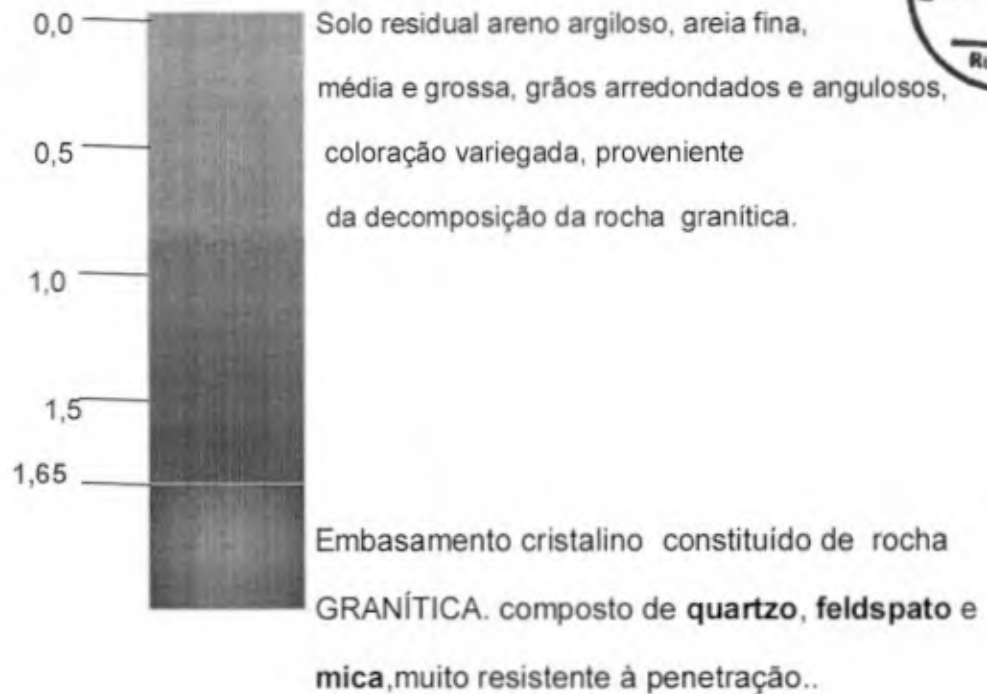 0,0
Solo residual areno argiloso, areia fina,
média e grossa, grãos arredondados e angulosos,
0,5
coloração variegada, proveniente
da decomposição da rocha granítica.
1,0
1,5
1,65
Embasamento cristalino constituído de rocha
GRANÍTICA. composto de quartzo, feldspato e
mica,muito resistente à penetração..